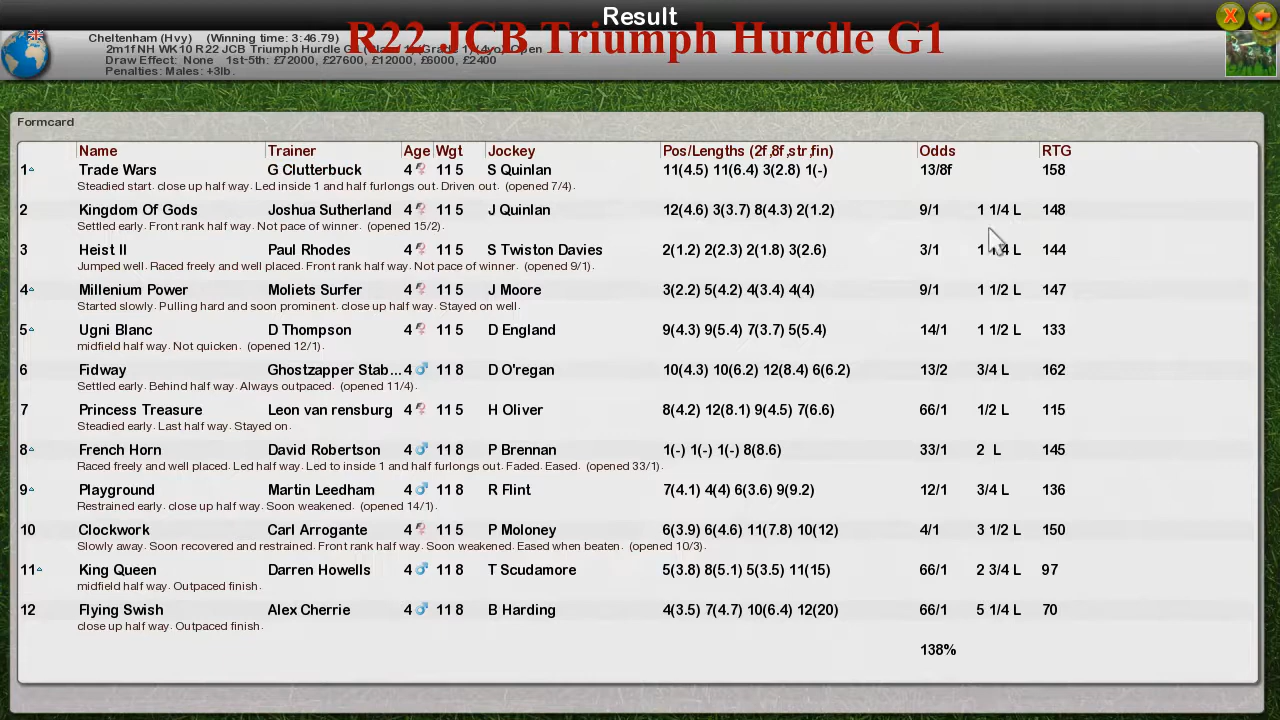 Result
R22 JCB Triumph Hurdle G1
Cheltenham (Hvy) (Winning time: 3:46.79)
2m1f NH WK10 R22 JCB Triumph Hurdle G1 (Class 1) (Grade 1) (4yo) Open
Draw Effect: None 1st-5th: £72000, £27600, £12000, £6000, £2400
Penalties: Males: +3lb.
Formcard
Name Trainer Age Wgt Jockey Pos/Lengths (2f,8f,str,fin) Odds RTG
1 Trade Wars G Clutterbuck 4 11 5 S Quinlan 11(4.5) 11(6.4) 3(2.8) 1(-) 13/8f 158
Steadied start. close up half way. Led inside 1 and half furlongs out. Driven out. (opened 7/4).
2 Kingdom Of Gods Joshua Sutherland 4 11 5 J Quinlan 12(4.6) 3(3.7) 8(4.3) 2(1.2) 9/1 1 1/4 L 148
Settled early. Front rank half way. Not pace of winner. (opened 15/2).
3 Heist II Paul Rhodes 4 11 5 S Twiston Davies 2(1.2) 2(2.3) 2(1.8) 3(2.6) 3/1 1 L 144
Jumped well. Raced freely and well placed. Front rank half way. Not pace of winner. (opened 9/1).
4 Millenium Power Moliets Surfer 4 11 5 J Moore 3(2.2) 5(4.2) 4(3.4) 4(4) 9/1 1 1/2 L 147
Started slowly. Pulling hard and soon prominent. close up half way. Stayed on well.
5 Ugni Blanc D Thompson 4 11 5 D England 9(4.3) 9(5.4) 7(3.7) 5(5.4) 14/1 1 1/2 L 133
midfield half way. Not quicken. (opened 12/1).
6 Fidway Ghostzapper Stab... 4 11 8 D O'regan 10(4.3) 10(6.2) 12(8.4) 6(6.2) 13/2 3/4 L 162
Settled early. Behind half way. Always outpaced. (opened 11/4).
7 Princess Treasure Leon van rensburg 4 11 5 H Oliver 8(4.2) 12(8.1) 9(4.5) 7(6.6) 66/1 1/2 L 115
Steadied early. Last half way. Stayed on.
8 French Horn David Robertson 4 11 8 P Brennan 1(-) 1(-) 1(-) 8(8.6) 33/1 2 L 145
Raced freely and well placed. Led half way. Led to inside 1 and half furlongs out. Faded. Eased. (opened 33/1).
9 Playground Martin Leedham 4 11 8 R Flint 7(4.1) 4(4) 6(3.6) 9(9.2) 12/1 3/4 L 136
Restrained early. close up half way. Soon weakened. (opened 14/1).
10 Clockwork Carl Arrogante 4 11 5 P Moloney 6(3.9) 6(4.6) 11(7.8) 10(12) 4/1 3 1/2 L 150
Slowly away. Soon recovered and restrained. Front rank half way. Soon weakened. Eased when beaten. (opened 10/3).
11 King Queen Darren Howells 4 11 8 T Scudamore 5(3.8) 8(5.1) 5(3.5) 11(15) 66/1 2 3/4 L 97
midfield half way. Outpaced finish.
12 Flying Swish Alex Cherrie 4 11 8 B Harding 4(3.5) 7(4.7) 10(6.4) 12(20) 66/1 5 1/4 L 70
close up half way. Outpaced finish.
138%